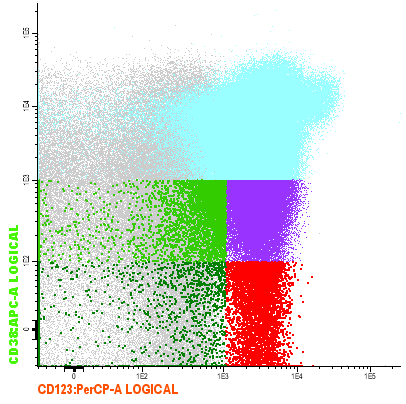 1E5
1E4
1E3
1E2
0
CD38:APC-A LOGICAL
0
1E2
1E3
1E4
1E5
CD123:PerCP-A LOGICAL